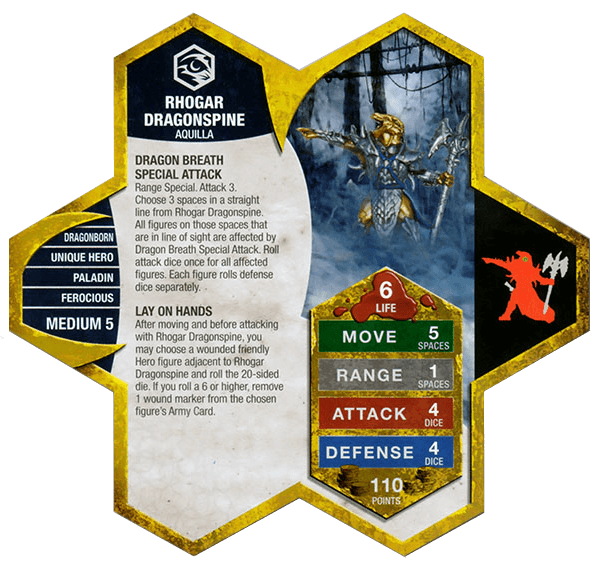 RHOGAR
DRAGONSPINE
AQUILLA
DRAGON BREATH
SPECIAL ATTACK
Range Special. Attack 3.
Choose 3 spaces in a straight
line from Rhogar Dragonspine.
All figures on those spaces that
are in line of sight are affected by
Dragon Breath Special Attack. Roll
attack dice once for all affected
figures. Each figure rolls defense
dice separately.
LAY ON HANDS
After moving and before attacking
with Rhogar Dragonspine, you
may choose a wounded friendly
Hero figure adjacent to Rhogar
Dragonspine and roll the 20-sided
die. If you roll a 6 or higher, remove
1 wound marker from the chosen
figure's Army Card.
DRAGONBORN
UNIQUE HERO
PALADIN
FEROCIOUS
MEDIUM 5
6
LIFE
MOVE 5
SPACES
RANGE 1
SPACES
ATTACK 4
DICE
DEFENSE 4
DICE
110
POINTS